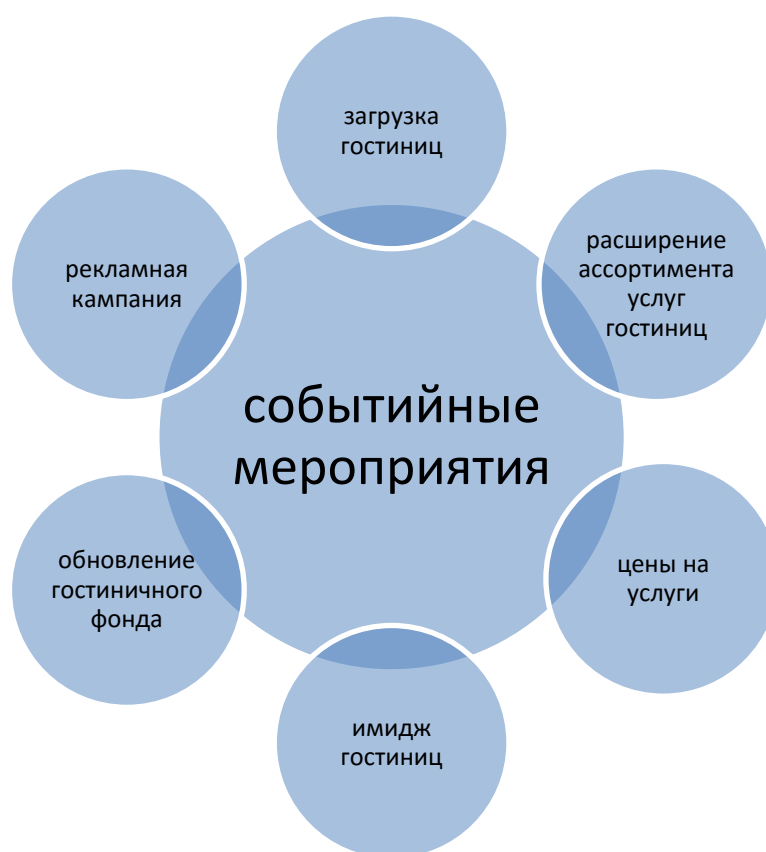 загрузка
гостиниц
расширение
ассортимента
услуг
гостиниц
рекламная
кампания
событийные
мероприятия
обновление
гостиничного
фонда
цены на
услуги
имидж
гостиниц